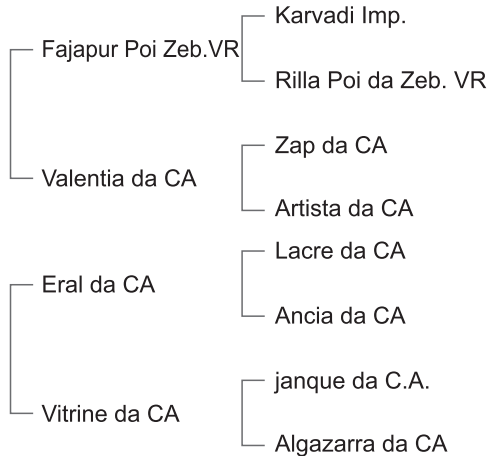 Karvadi Imp.
Fajapur Poi Zeb.VR
Rilla Poi da Zeb. VR
Zap da CA
Valentia da CA
Artista da CA
Lacre da CA
Eral da CA
Ancia da CA
janque da C.A.
Vitrine da CA
Algazarra da CA